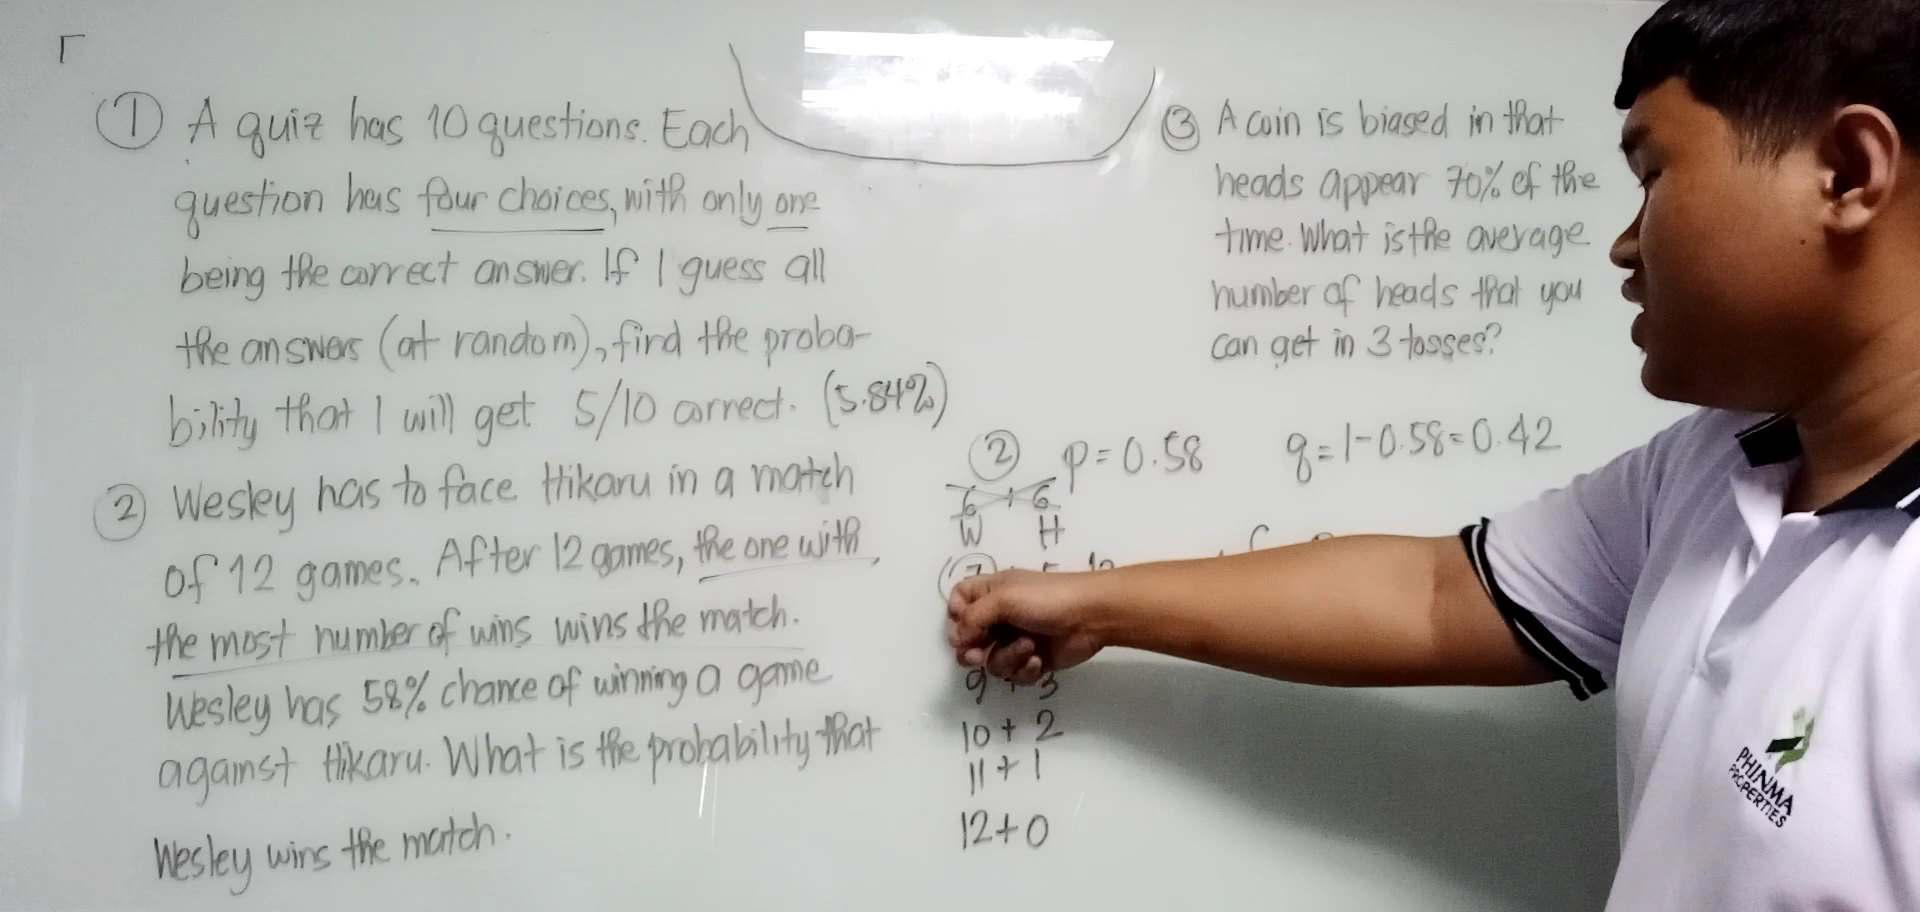 ① A quiz has 10 questions. Each
question has four choices, with only one
being the correct answer. If I guess all
the answers (at random), find the proba-
bility that I will get 5/10 correct. (5.84%)
② Wesley has to face Hikaru in a match
of 12 games. After 12 games, the one with
the most number of wins wins the match.
Wesley has 58% chance of winning a game
against Hikaru. What is the probability that
Wesley wins the match.
③ A coin is biased in that
heads appear 70% of the
time. What is the average
number of heads that you
can get in 3 tosses?
② p = 0.58 q = 1-0.58 = 0.42
6 + 6
W H
9 + 3
10 + 2
11 + 1
12 + 0
PHINMA
PROPERTIES